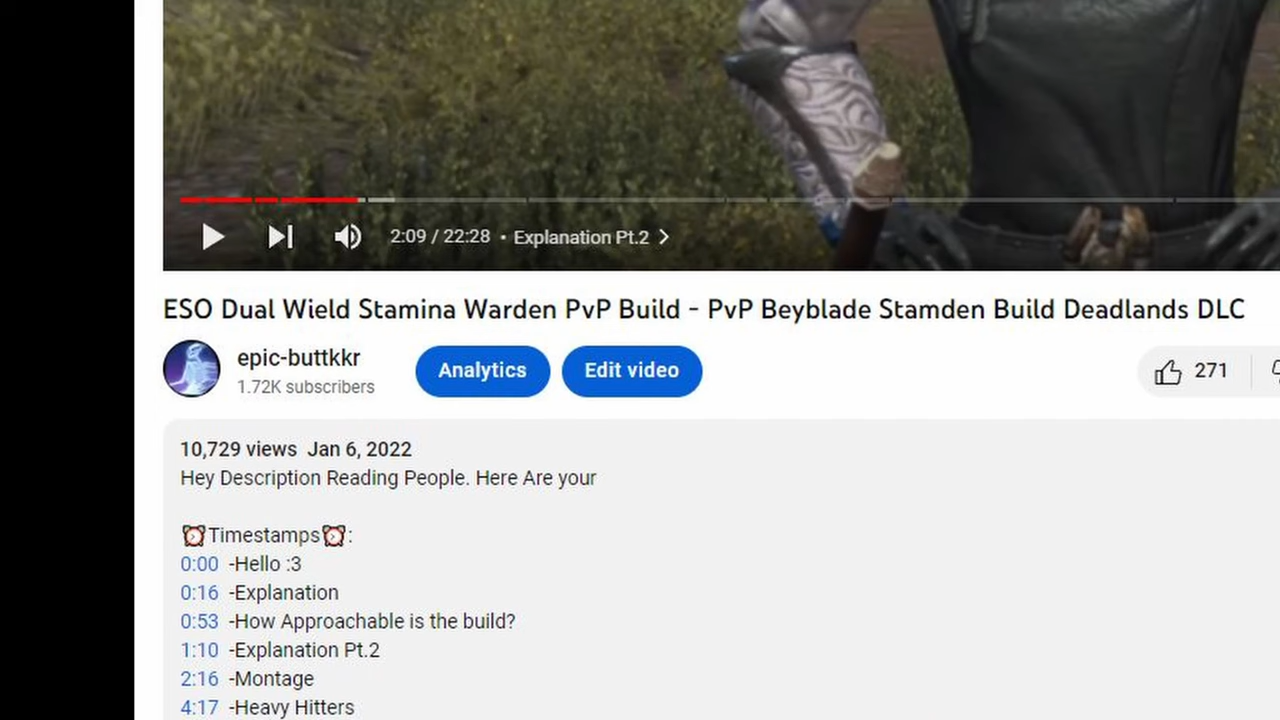 2:09 / 22:28 • Explanation Pt.2 >
ESO Dual Wield Stamina Warden PvP Build - PvP Beyblade Stamden Build Deadlands DLC
epic-buttkkr
1.72K subscribers
Analytics
Edit video
271
10,729 views Jan 6, 2022
Hey Description Reading People. Here Are your
⏰Timestamps⏰:
0:00 -Hello :3
0:16 -Explanation
0:53 -How Approachable is the build?
1:10 -Explanation Pt.2
2:16 -Montage
4:17 -Heavy Hitters